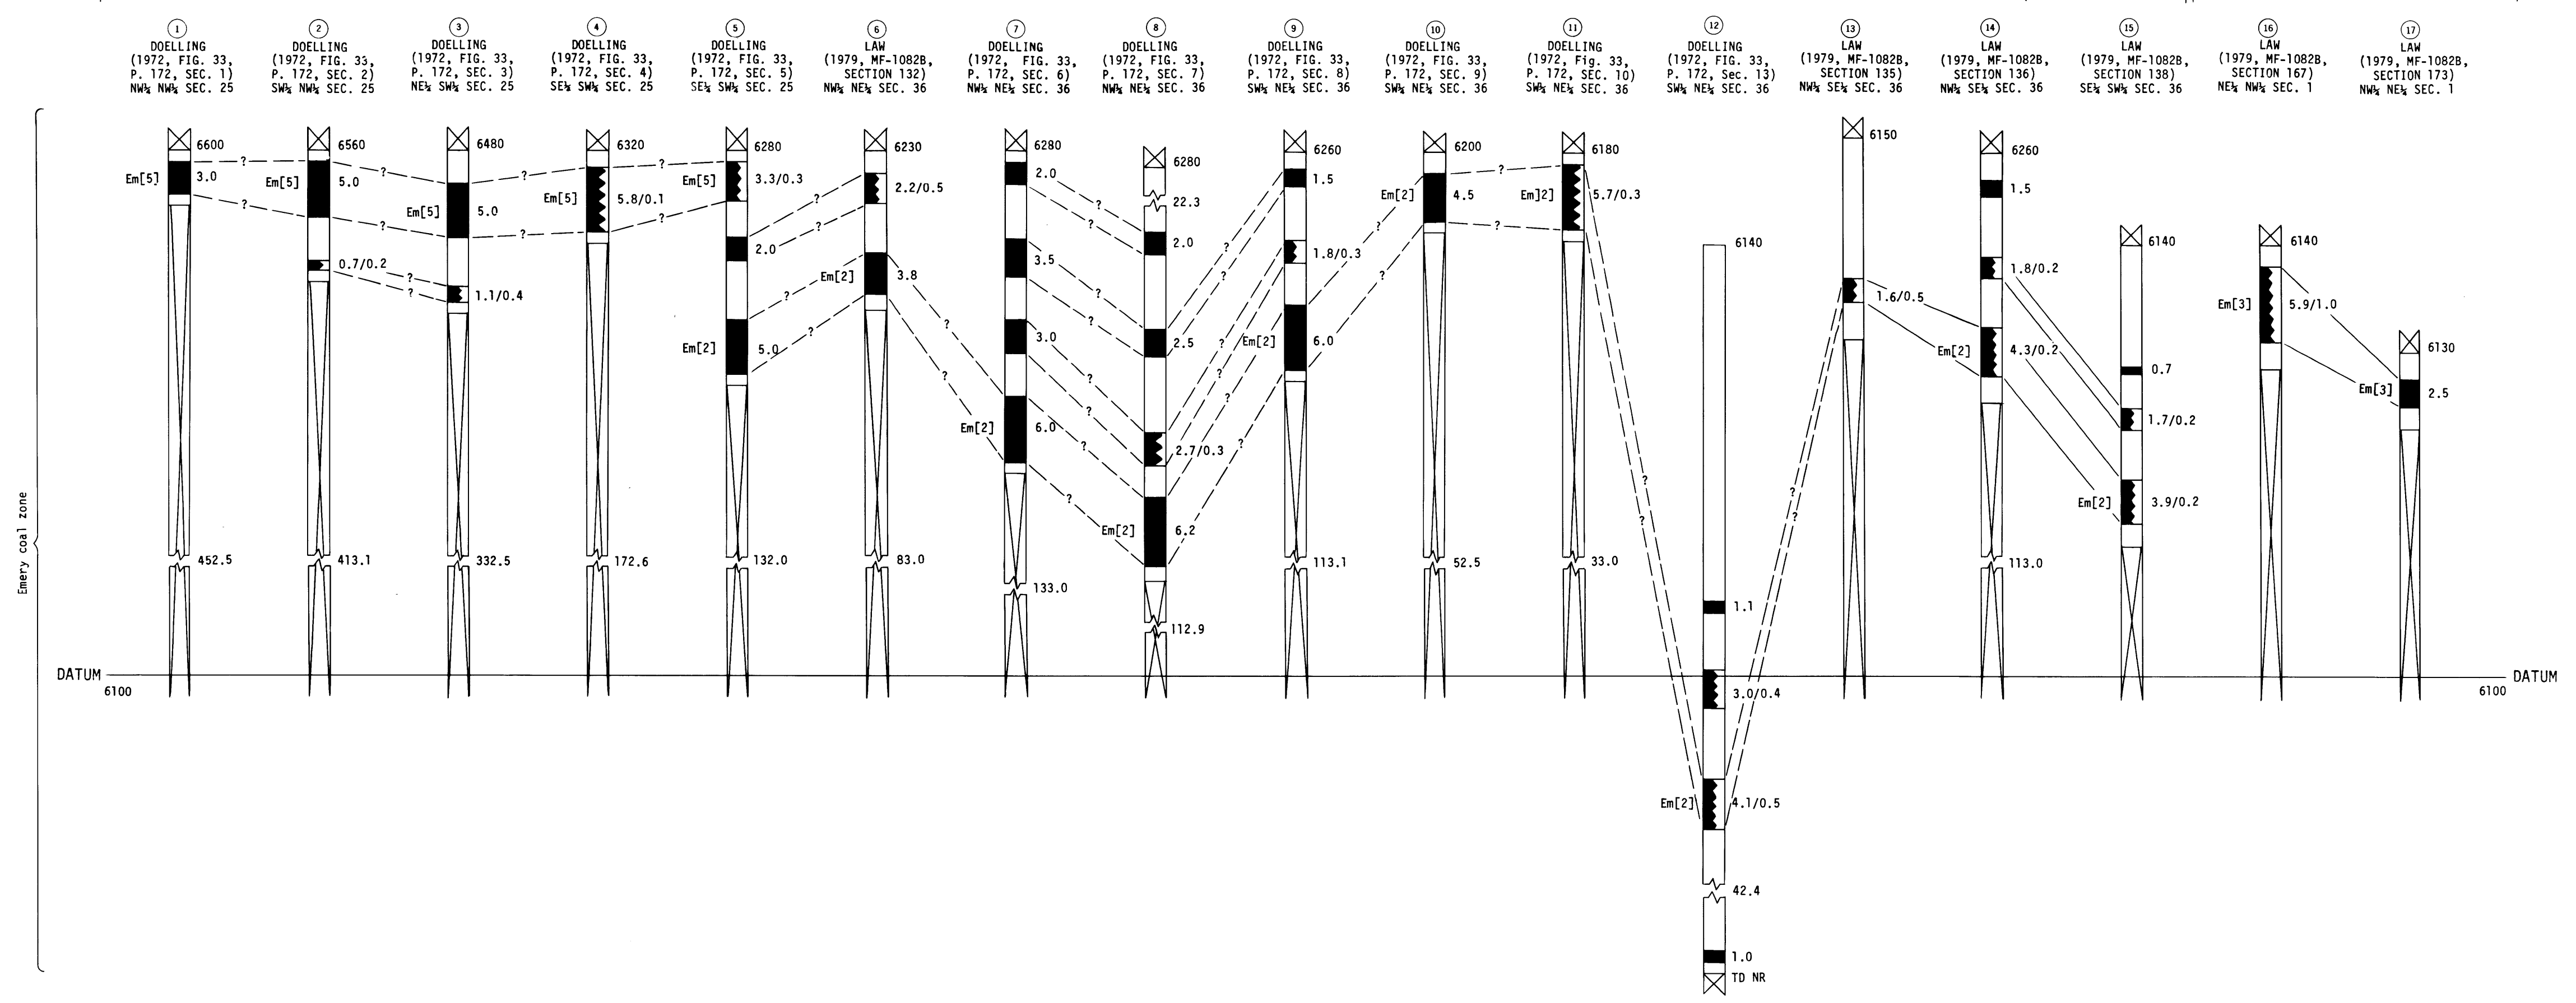 1
DOELLING
(1972, FIG. 33,
P. 172, SEC. 1)
NW¼ NW¼ SEC. 25
2
DOELLING
(1972, FIG. 33,
P. 172, SEC. 2)
SW¼ NW¼ SEC. 25
3
DOELLING
(1972, FIG. 33,
P. 172, SEC. 3)
NE¼ SW¼ SEC. 25
4
DOELLING
(1972, FIG. 33,
P. 172, SEC. 4)
SE¼ SW¼ SEC. 25
5
DOELLING
(1972, FIG. 33,
P. 172, SEC. 5)
SE¼ SW¼ SEC. 25
6
LAW
(1979, MF-1082B,
SECTION 132)
NW¼ NE¼ SEC. 36
7
DOELLING
(1972, FIG. 33,
P. 172, SEC. 6)
NW¼ NE¼ SEC. 36
8
DOELLING
(1972, FIG. 33,
P. 172, SEC. 7)
NW¼ NE¼ SEC. 36
9
DOELLING
(1972, FIG. 33,
P. 172, SEC. 8)
SW¼ NE¼ SEC. 36
10
DOELLING
(1972, FIG. 33,
P. 172, SEC. 9)
SW¼ NE¼ SEC. 36
11
DOELLING
(1972, Fig. 33,
P. 172, SEC. 10)
SW¼ NE¼ SEC. 36
12
DOELLING
(1972, FIG. 33,
P. 172, Sec. 13)
SW¼ NE¼ SEC. 36
13
LAW
(1979, MF-1082B,
SECTION 135)
NW¼ SE¼ SEC. 36
14
LAW
(1979, MF-1082B,
SECTION 136)
NW¼ SE¼ SEC. 36
15
LAW
(1979, MF-1082B,
SECTION 138)
SE¼ SW¼ SEC. 36
16
LAW
(1979, MF-1082B,
SECTION 167)
NE¼ NW¼ SEC. 1
17
LAW
(1979, MF-1082B,
SECTION 173)
NW¼ NE¼ SEC. 1
Emery coal zone
6600
Em[5] 3.0
452.5
6560
Em[5] 5.0
0.7/0.2
413.1
6480
Em[5] 5.0
1.1/0.4
332.5
6320
Em[5] 5.8/0.1
172.6
6280
Em[5] 3.3/0.3
2.0
Em[2] 5.0
132.0
6230
2.2/0.5
Em[2] 3.8
83.0
6280
2.0
3.5
3.0
Em[2] 6.0
133.0
6280
22.3
2.0
2.5
2.7/0.3
Em[2] 6.2
112.9
6260
1.5
1.8/0.3
Em[2] 6.0
113.1
6200
Em[2] 4.5
52.5
6180
Em]2] 5.7/0.3
33.0
6140
1.1
3.0/0.4
Em[2] 4.1/0.5
42.4
1.0
TD NR
6150
1.6/0.5
6260
1.5
1.8/0.2
Em[2] 4.3/0.2
113.0
6140
0.7
1.7/0.2
Em[2] 3.9/0.2
6140
Em[3] 5.9/1.0
6130
Em[3] 2.5
? ? ? ? ? ? ? ? ? ?
? ? ? ? ? ? ? ? ? ?
? ? ? ? ? ? ? ? ? ?
? ? ? ? ? ? ?
DATUM
6100
DATUM
6100